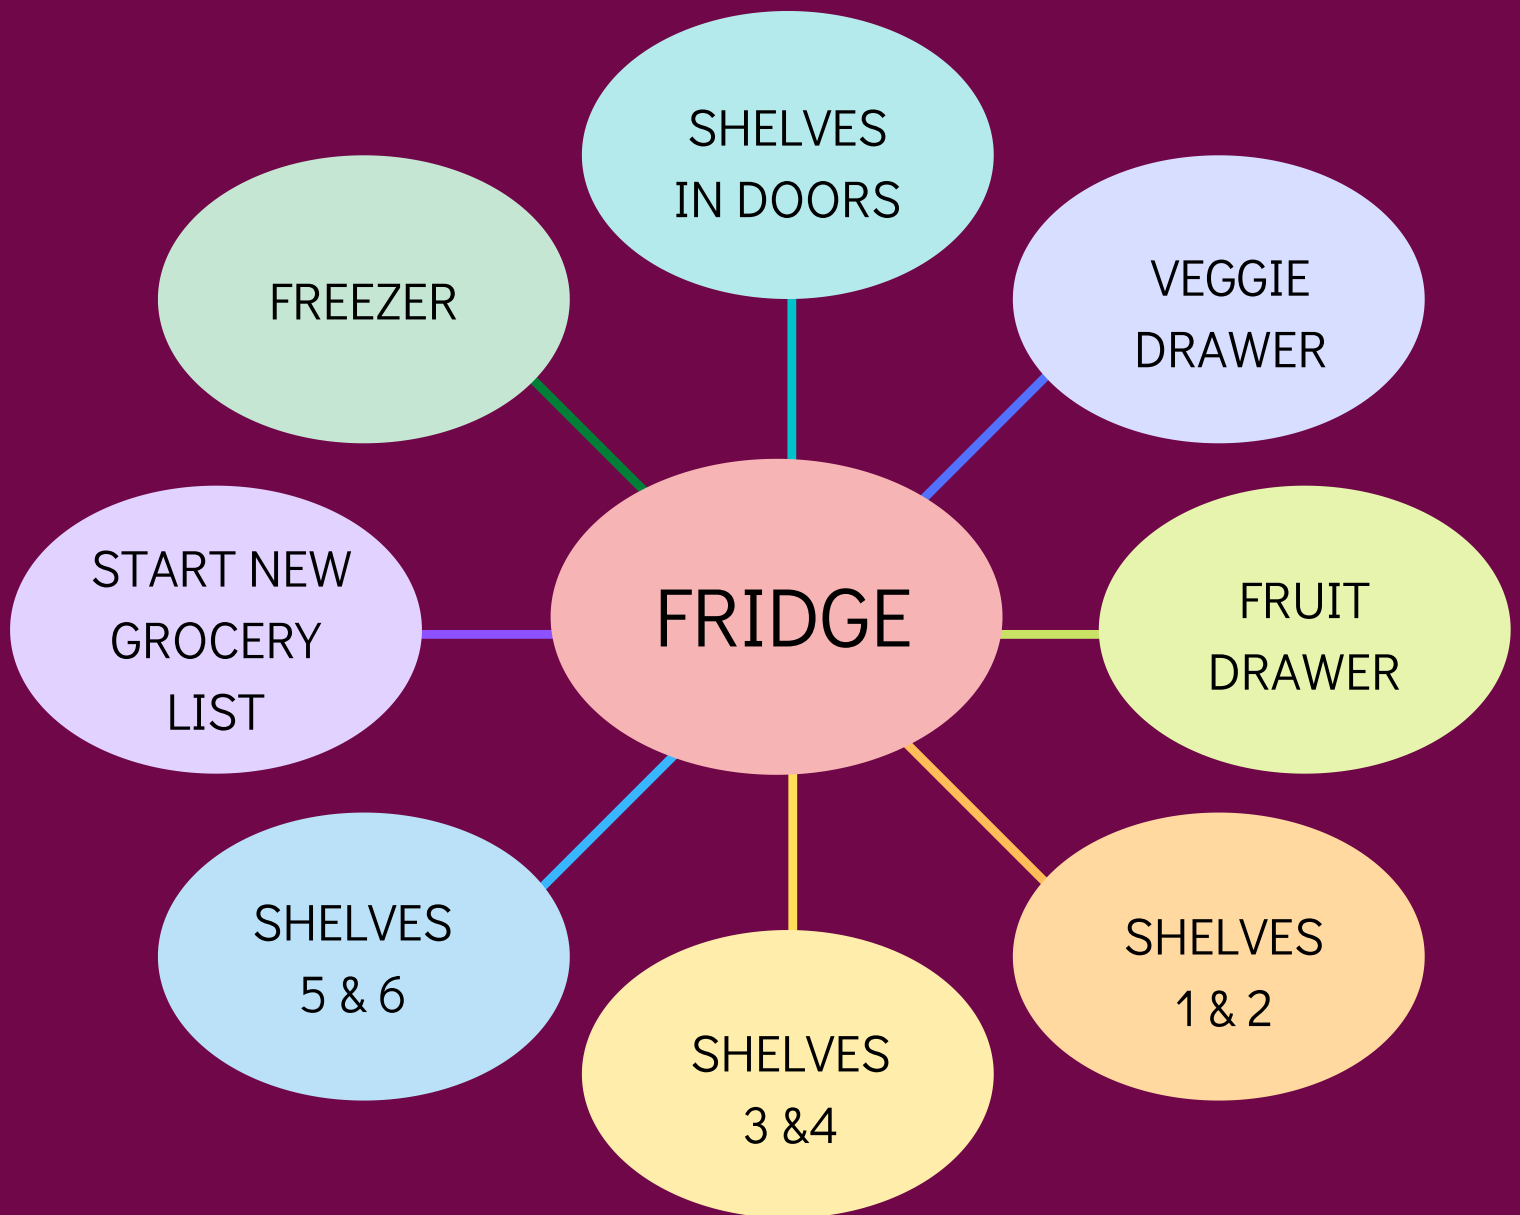 SHELVES
IN DOORS
VEGGIE
DRAWER
FREEZER
START NEW
GROCERY
LIST
FRIDGE
FRUIT
DRAWER
SHELVES
5 & 6
SHELVES
1 & 2
SHELVES
3 &4